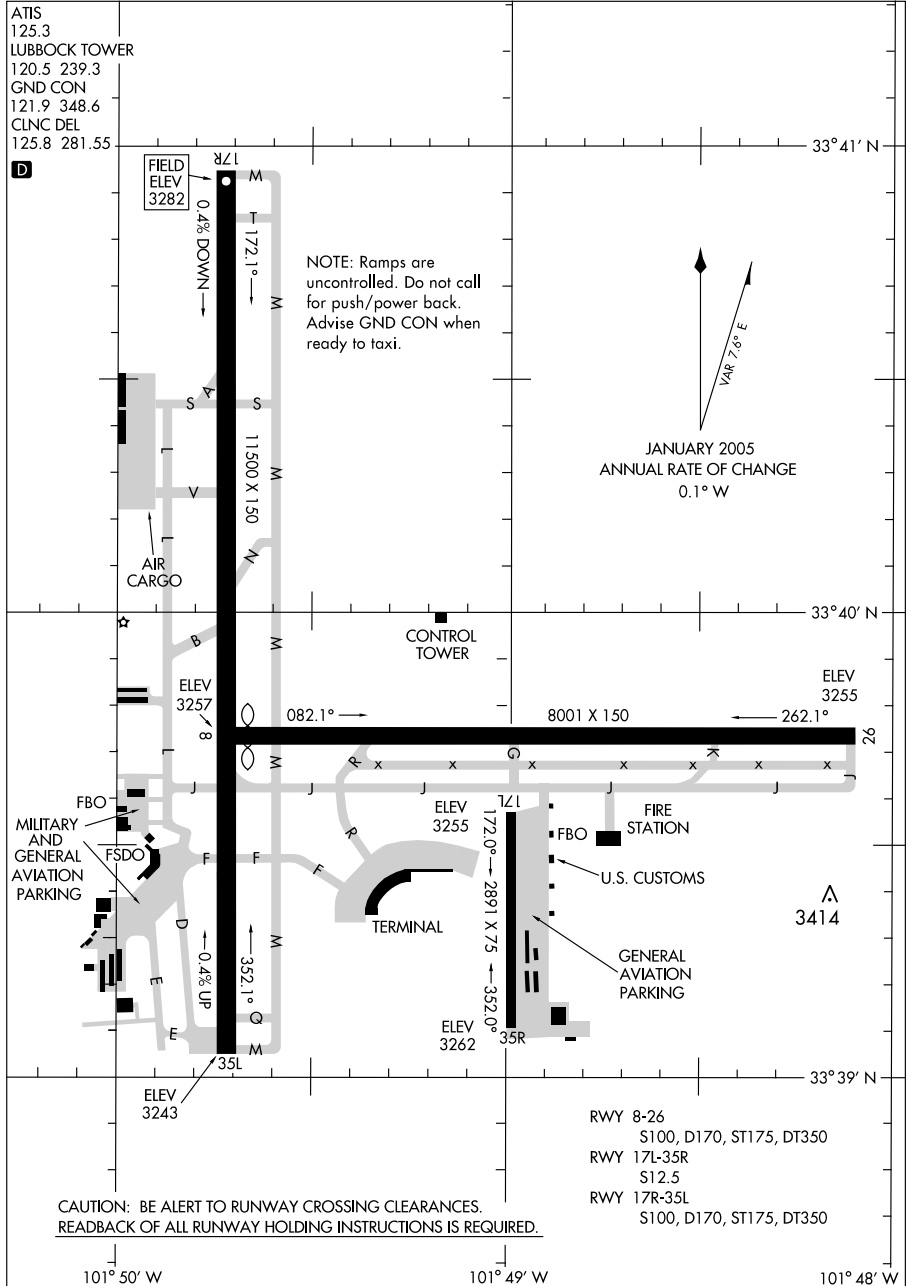 ATIS
125.3
LUBBOCK TOWER
120.5 239.3
GND CON
121.9 348.6
CLNC DEL
125.8 281.55
D
33°41' N
FIELD
ELEV
3282
17R
M
T
0.4% DOWN
172.1°
NOTE: Ramps are
uncontrolled. Do not call
for push/power back.
Advise GND CON when
ready to taxi.
M
VAR 7.6° E
JANUARY 2005
ANNUAL RATE OF CHANGE
0.1° W
A
S
S
L
11500 X 150
M
V
L
N
AIR
CARGO
33°40' N
B
M
CONTROL
TOWER
ELEV
3257
8
082.1°
8001 X 150
262.1°
ELEV
3255
26
L
M
R
G
K
J
X X X X X X X
J
J
J
J
FBO
MILITARY
AND
GENERAL
AVIATION
PARKING
FSDO
F
F
F
R
ELEV
3255
17L
FBO
FIRE
STATION
U.S. CUSTOMS
3414
TERMINAL
172.0°
2891 X 75
352.0°
GENERAL
AVIATION
PARKING
D
E
M
0.4% UP
352.1°
Q
E
M
35L
ELEV
3262
35R
33°39' N
ELEV
3243
RWY 8-26
S100, D170, ST175, DT350
RWY 17L-35R
S12.5
RWY 17R-35L
S100, D170, ST175, DT350
CAUTION: BE ALERT TO RUNWAY CROSSING CLEARANCES.
READBACK OF ALL RUNWAY HOLDING INSTRUCTIONS IS REQUIRED.
101°50' W
101°49' W
101°48' W